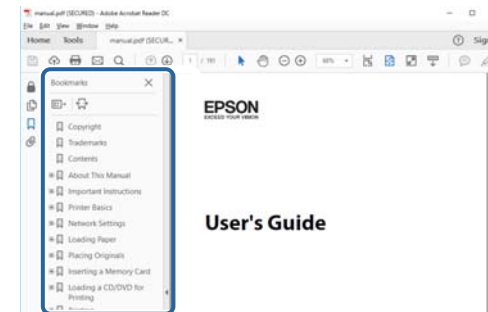 manual.pdf (SECURED) - Adobe Acrobat Reader DC
File Edit View Window Help
Home Tools manual.pdf (SECUR... ×
Sign
Bookmarks
Copyright
Trademarks
Contents
About This Manual
Important Instructions
Printer Basics
Network Settings
Loading Paper
Placing Originals
Inserting a Memory Card
Loading a CD/DVD for
Printing
EPSON
EXCEED YOUR VISION
User's Guide